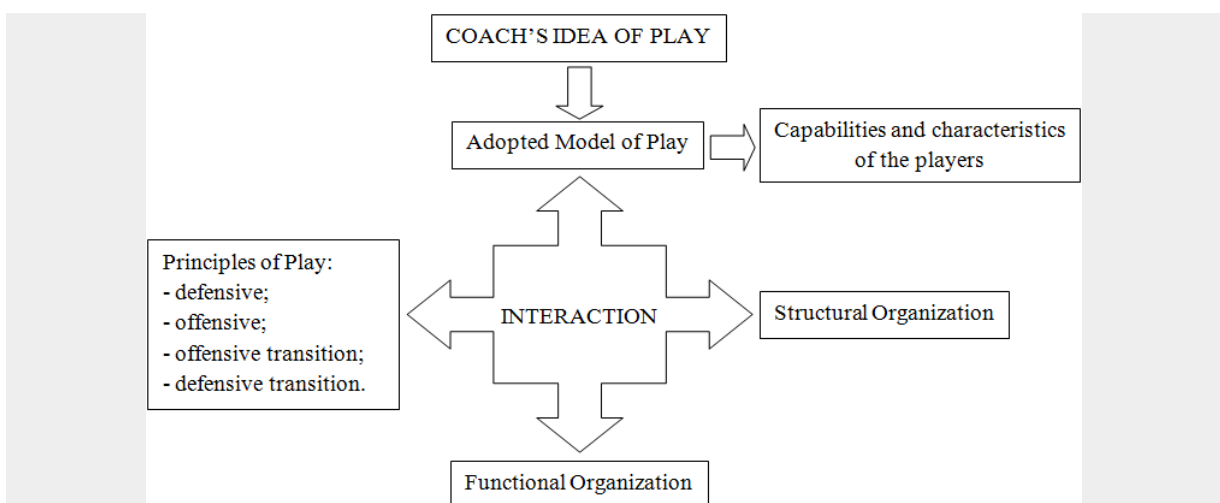 COACH'S IDEA OF PLAY
Adopted Model of Play
Capabilities and characteristics
of the players
Principles of Play:
- defensive;
- offensive;
- offensive transition;
- defensive transition.
INTERACTION
Structural Organization
Functional Organization